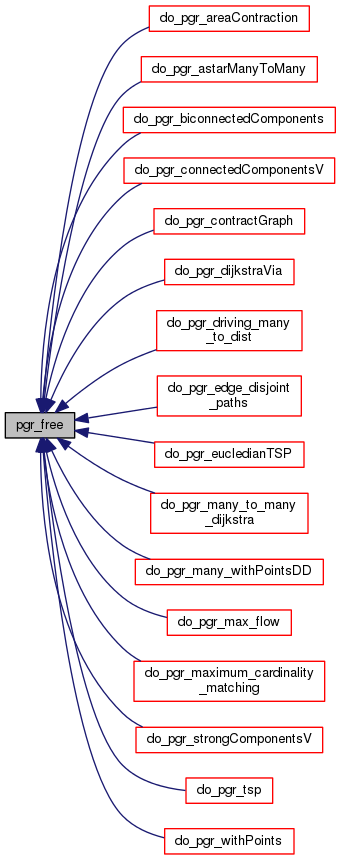 do_pgr_areaContraction
do_pgr_astarManyToMany
do_pgr_biconnectedComponents
do_pgr_connectedComponentsV
do_pgr_contractGraph
do_pgr_dijkstraVia
do_pgr_driving_many
_to_dist
do_pgr_edge_disjoint
_paths
pgr_free
do_pgr_eucledianTSP
do_pgr_many_to_many
_dijkstra
do_pgr_many_withPointsDD
do_pgr_max_flow
do_pgr_maximum_cardinality
_matching
do_pgr_strongComponentsV
do_pgr_tsp
do_pgr_withPoints